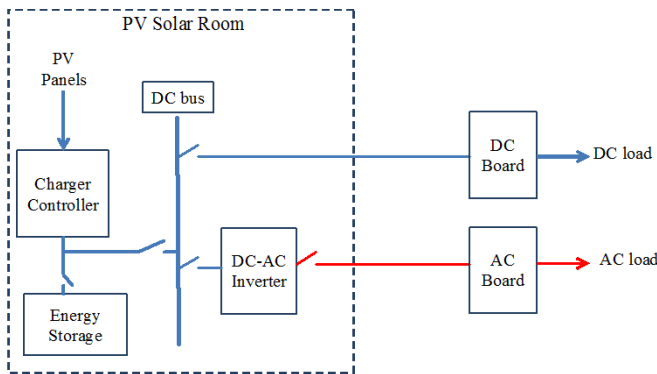 PV Solar Room
PV
Panels
DC bus
Charger
Controller
DC
Board
DC load
DC-AC
Inverter
AC
Board
AC load
Energy
Storage